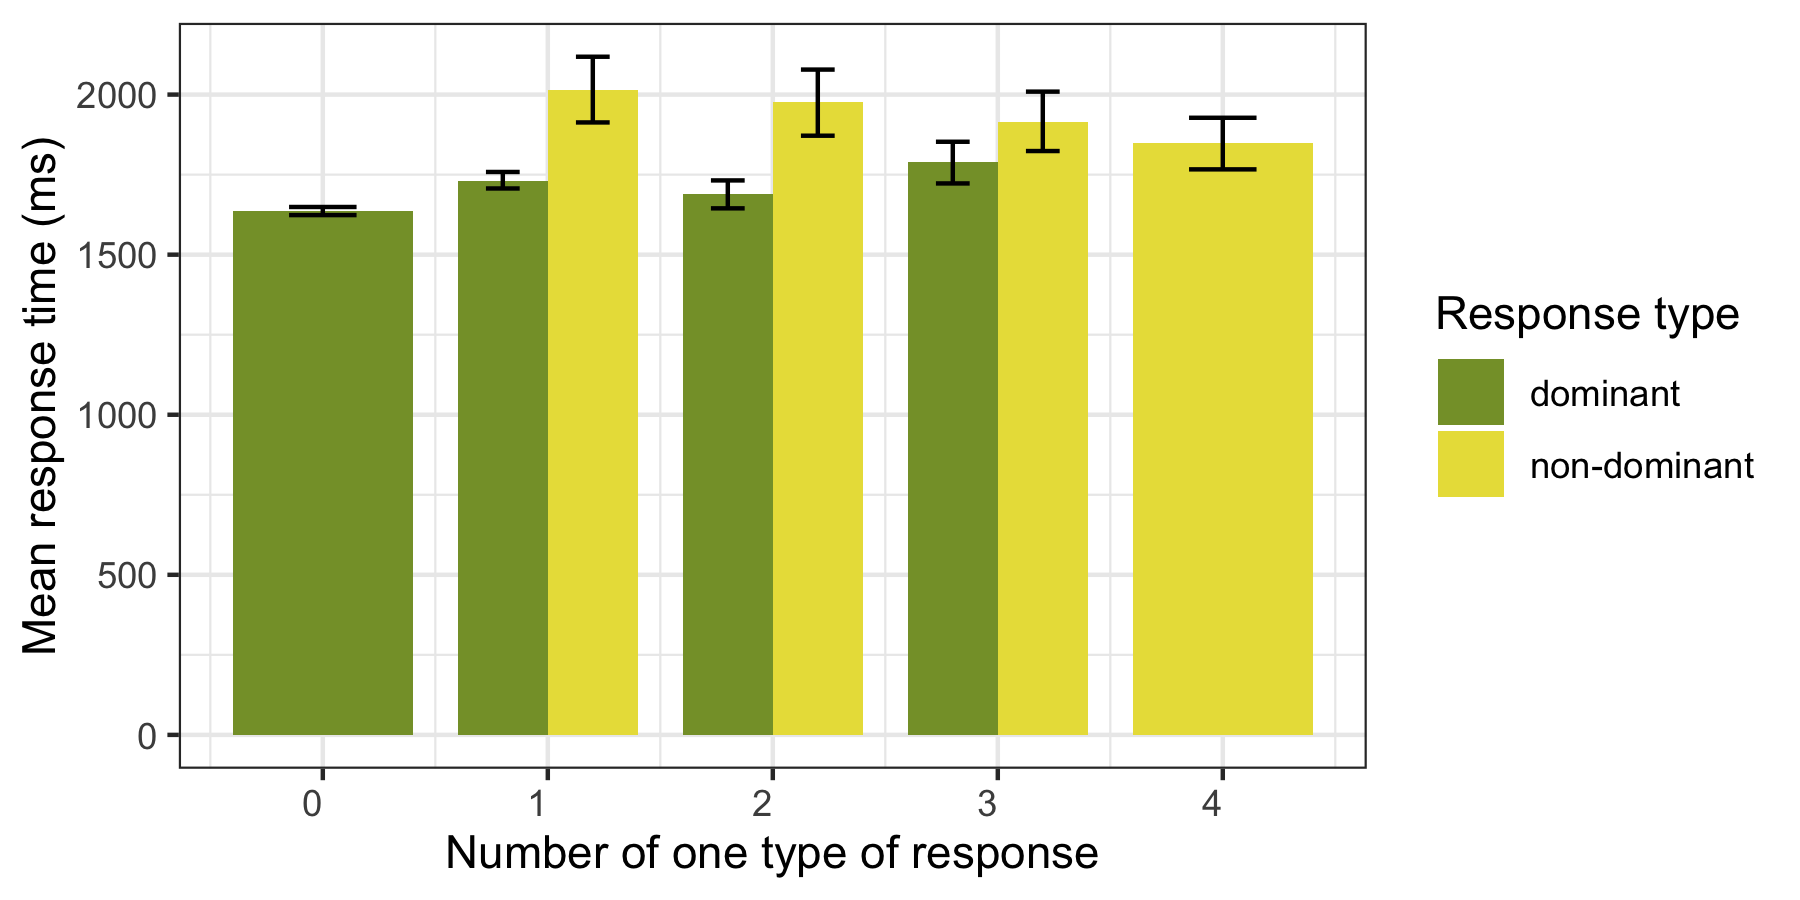 Mean response time (ms)
2000
1500
1000
500
0
0 1 2 3 4
Number of one type of response
Response type
dominant
non-dominant